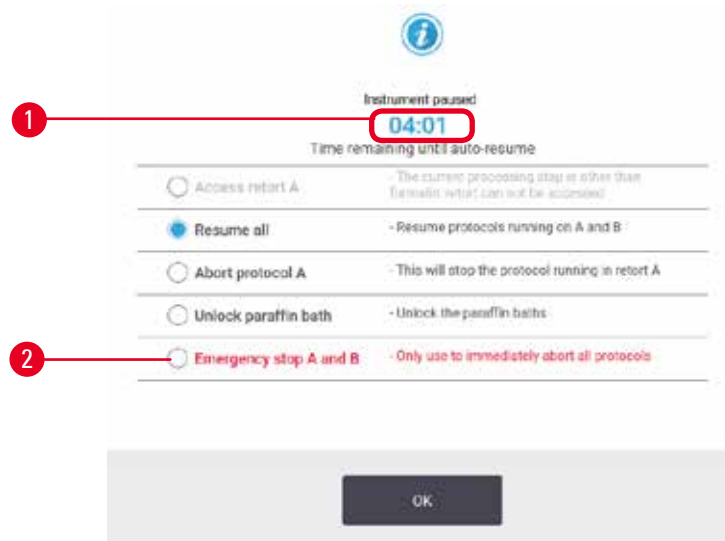 i
Instrument paused
1
04:01
Time remaining until auto-resume
Access retort A
- The current processing step is other than
formalin retort can not be accessed
Resume all
- Resume protocols running on A and B
Abort protocol A
- This will stop the protocol running in retort A
Unlock paraffin bath
- Unlock the paraffin baths
2
Emergency stop A and B
- Only use to immediately abort all protocols
OK